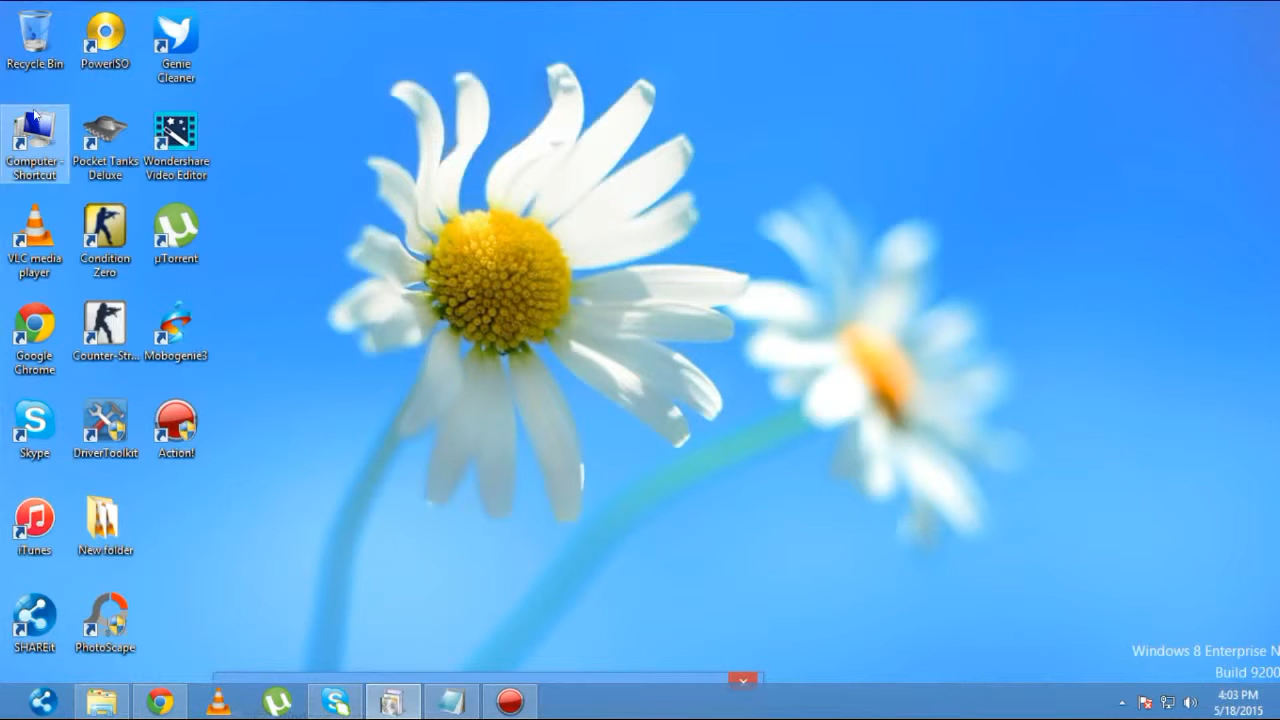 Recycle Bin
PowerISO
Genie
Cleaner
Computer -
Shortcut
Pocket Tanks
Deluxe
Wondershare
Video Editor
VLC media
player
Condition
Zero
µTorrent
Google
Chrome
Counter-Str...
Mobogenie3
Skype
DriverToolkit
Action!
iTunes
New folder
SHAREit
PhotoScape
Windows 8 Enterprise N
Build 9200
4:03 PM
5/18/2015